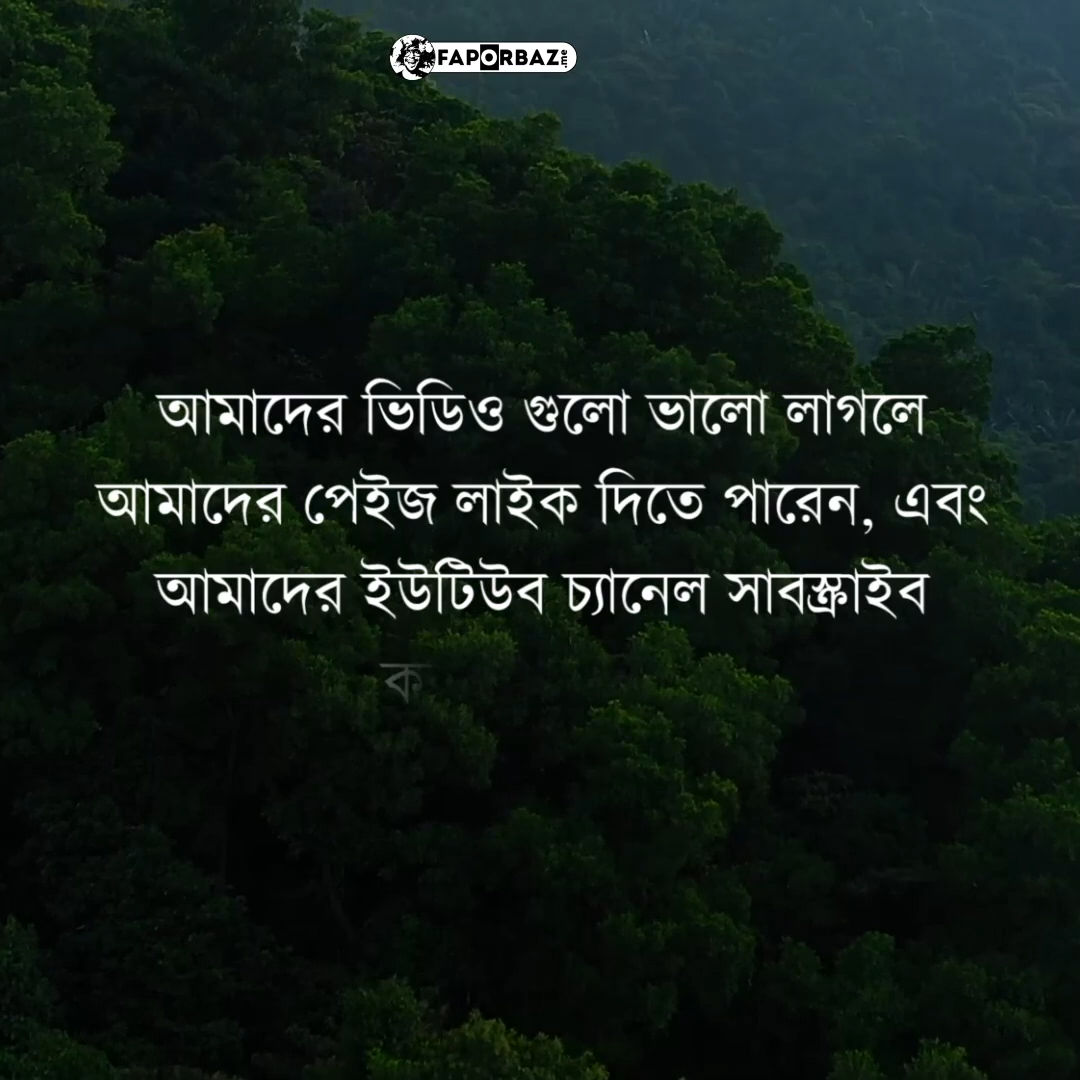 FAPORBAZ.me
আমাদের ভিডিও গুলো ভালো লাগলে
আমাদের পেইজ লাইক দিতে পারেন, এবং
আমাদের ইউটিউব চ্যানেল সাবস্ক্রাইব
ক